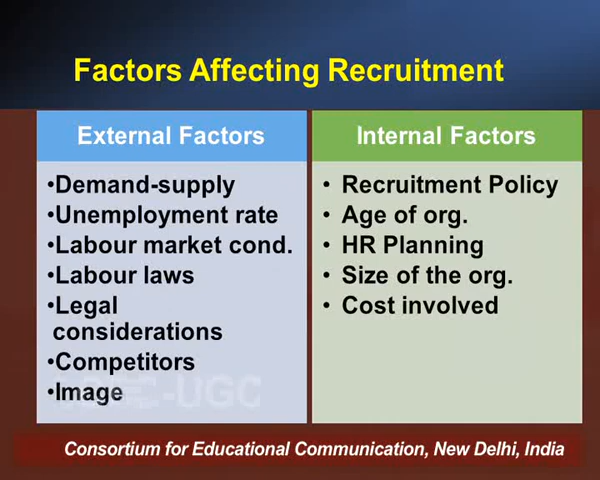 Factors Affecting Recruitment
External Factors
•Demand-supply
•Unemployment rate
•Labour market cond.
•Labour laws
•Legal
considerations
•Competitors
•Image
Internal Factors
• Recruitment Policy
• Age of org.
• HR Planning
• Size of the org.
• Cost involved
Consortium for Educational Communication, New Delhi, India